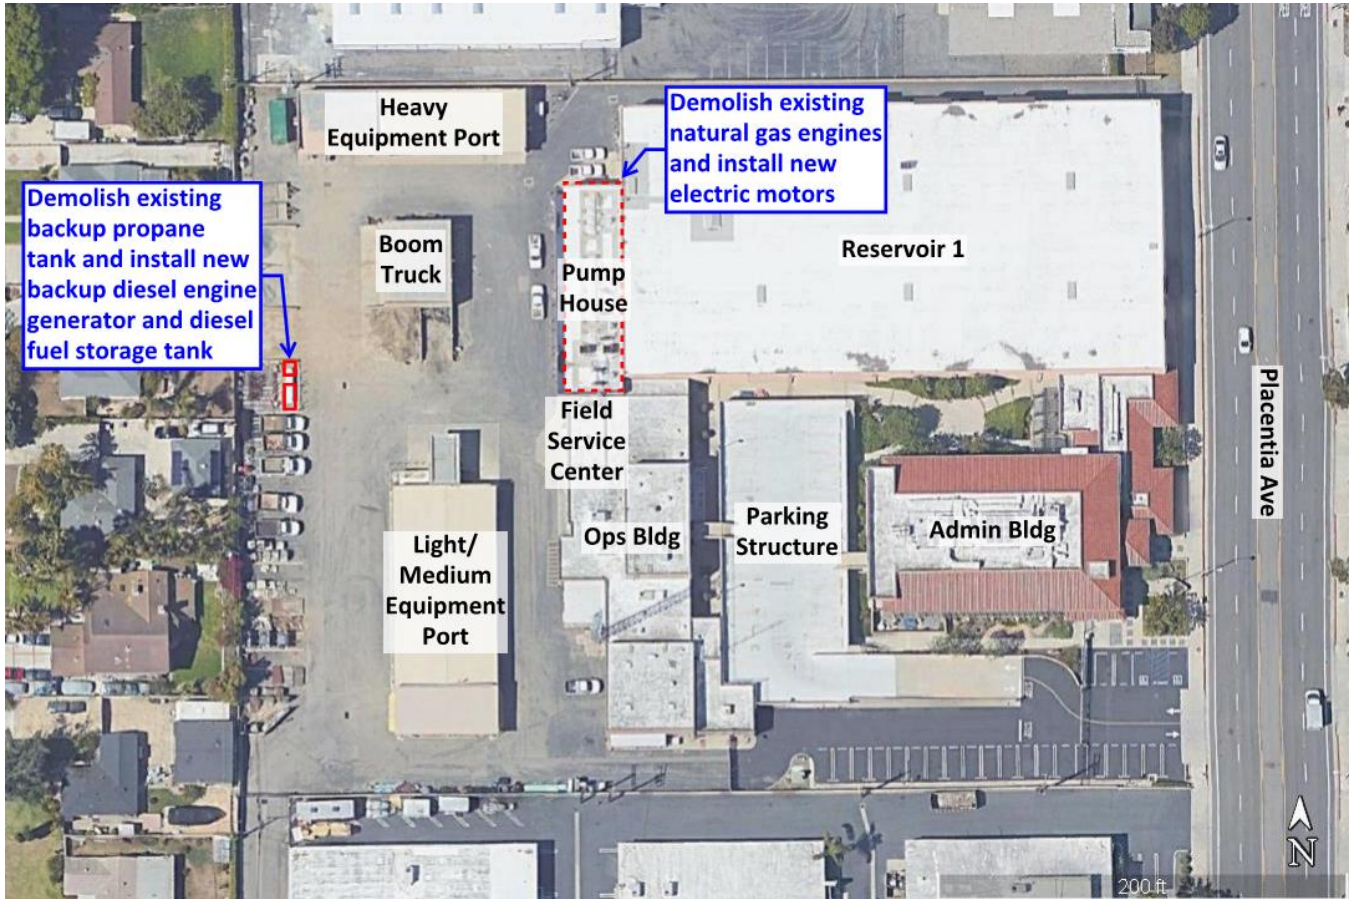 Heavy
Equipment Port
Demolish existing
natural gas engines
and install new
electric motors
Demolish existing
backup propane
tank and install new
backup diesel engine
generator and diesel
fuel storage tank
Boom
Truck
Pump
House
Reservoir 1
Placentia Ave
Field
Service
Center
Ops Bldg
Parking
Structure
Admin Bldg
Light/
Medium
Equipment
Port
N
200 ft